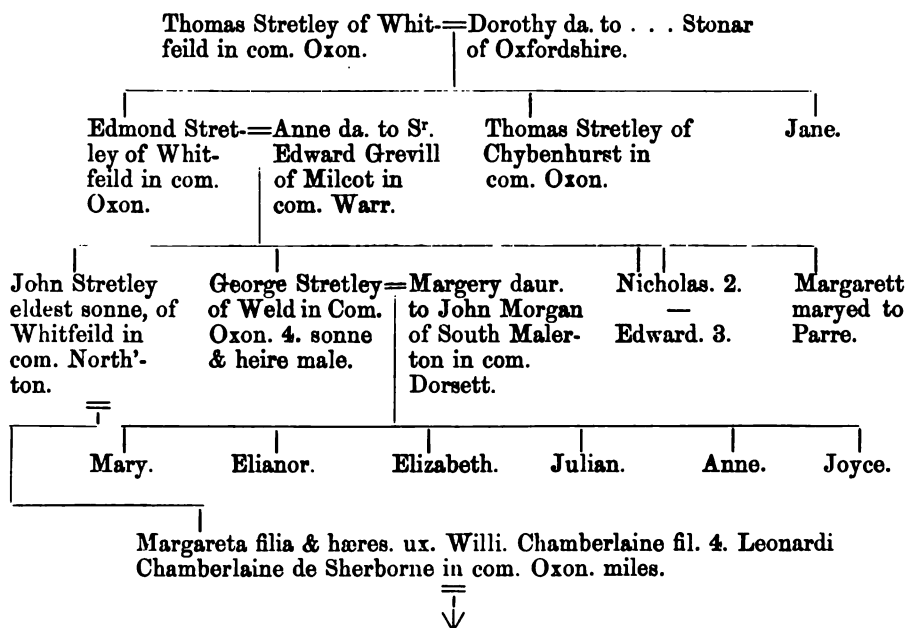 Thomas Stretley of Whit-=Dorothy da. to . . . Stonar
feild in com. Oxon.
of Oxfordshire.
Edmond Stret-=Anne da. to Sʳ.
ley of Whit-
feild in com.
Oxon.
Edward Grevill
of Milcot in
com. Warr.
Thomas Stretley of
Chybenhurst in
com. Oxon.
Jane.
John Stretley
eldest sonne, of
Whitfeild in
com. North'-
ton.
George Stretley=Margery daur.
of Weld in Com.
Oxon. 4. sonne
& heire male.
to John Morgan
of South Maler-
ton in com.
Dorsett.
Nicholas. 2.
—
Edward. 3.
Margarett
maryed to
Parre.
Mary.
Elianor.
Elizabeth.
Julian.
Anne.
Joyce.
Margareta filia & hæres. ux. Willi. Chamberlaine fil. 4. Leonardi
Chamberlaine de Sherborne in com. Oxon. miles.